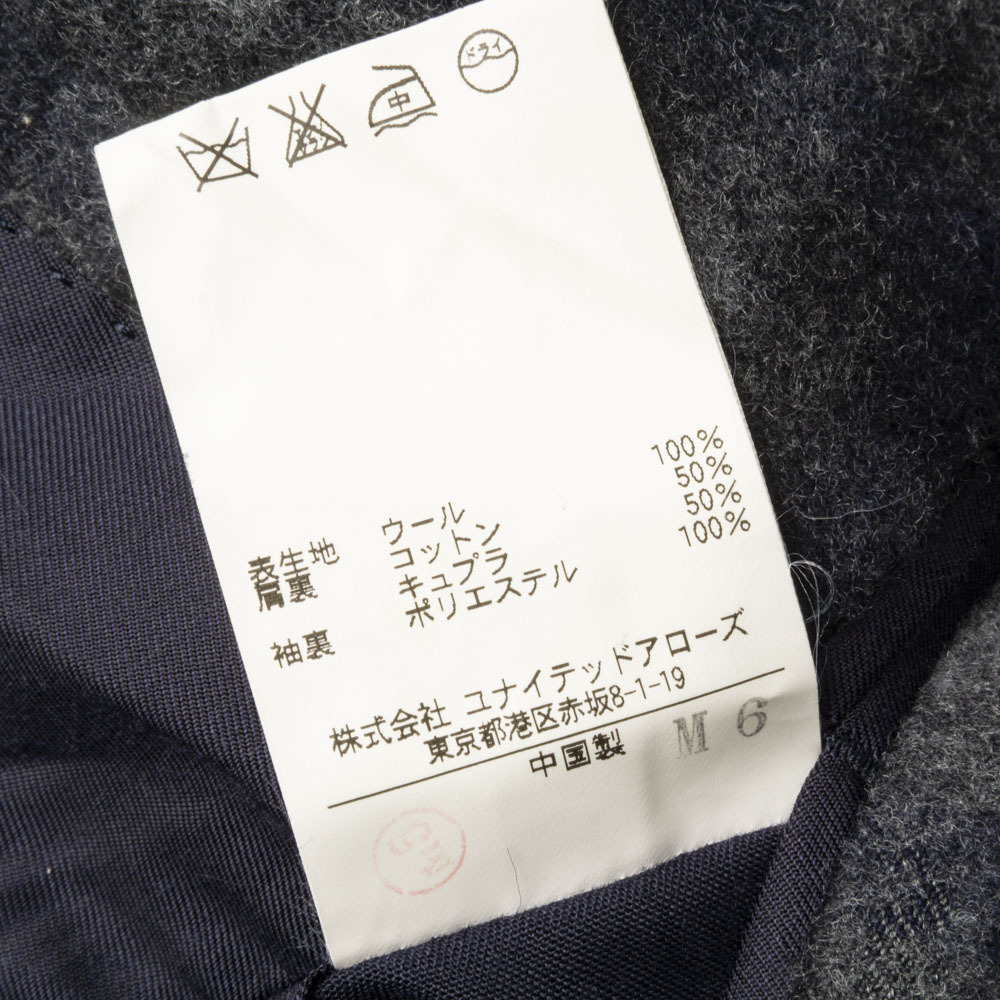 ドライ
中
表生地 ウール 100%
肩裏 コットン 50%
キュプラ 50%
袖裏 ポリエステル 100%
株式会社 ユナイテッドアローズ
東京都港区赤坂8-1-19
中国製 M 6